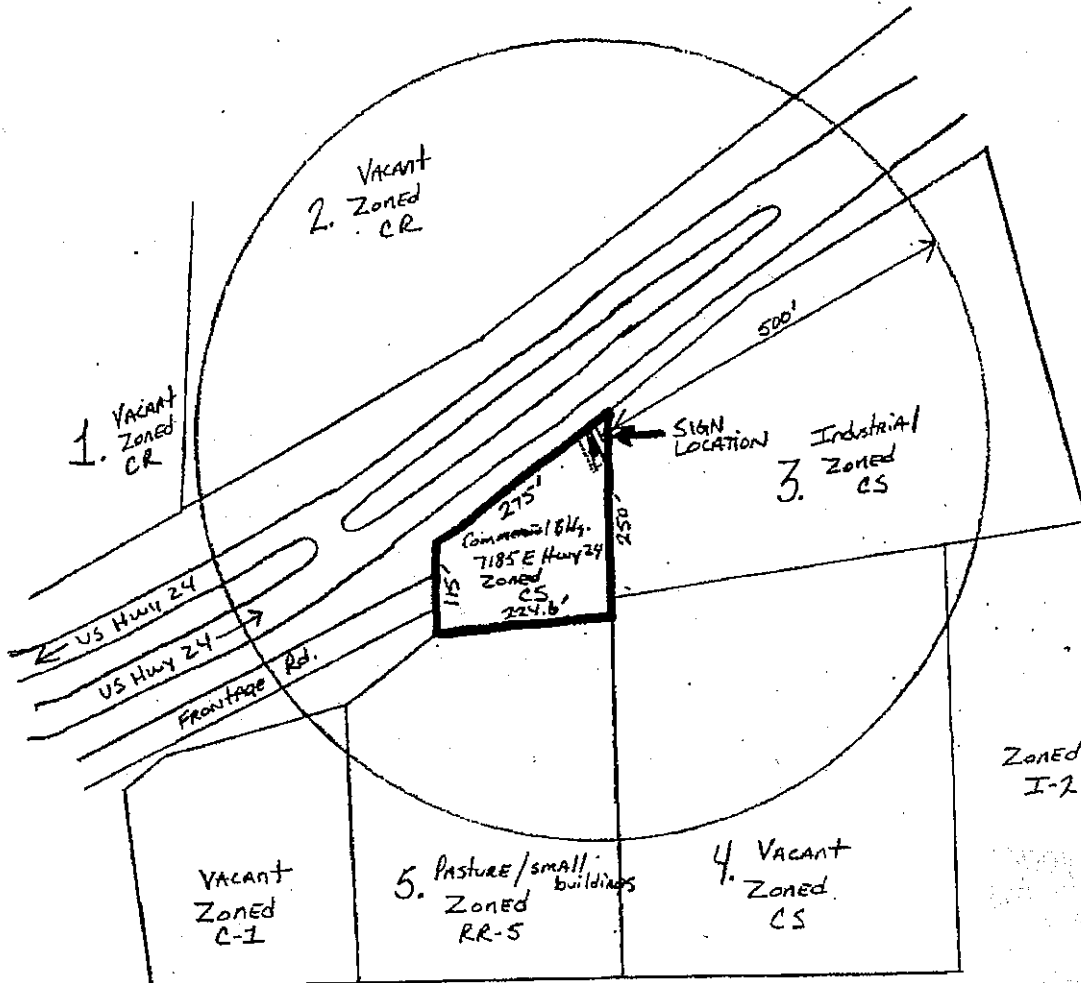 2. VACANT
Zoned
CR
1. VACANT
Zoned
CR
500'
SIGN
LOCATION
3. Industrial
Zoned
CS
275'
Commercial Bldg.
7185 E Hwy 24
Zoned
CS
224.6'
115'
250'
← US Hwy 24
US Hwy 24 →
FRONTAGE Rd.
Zoned
I-2
VACANT
Zoned
C-1
5. PASTURE/SMALL buildings
Zoned
RR-5
4. VACANT
Zoned
CS